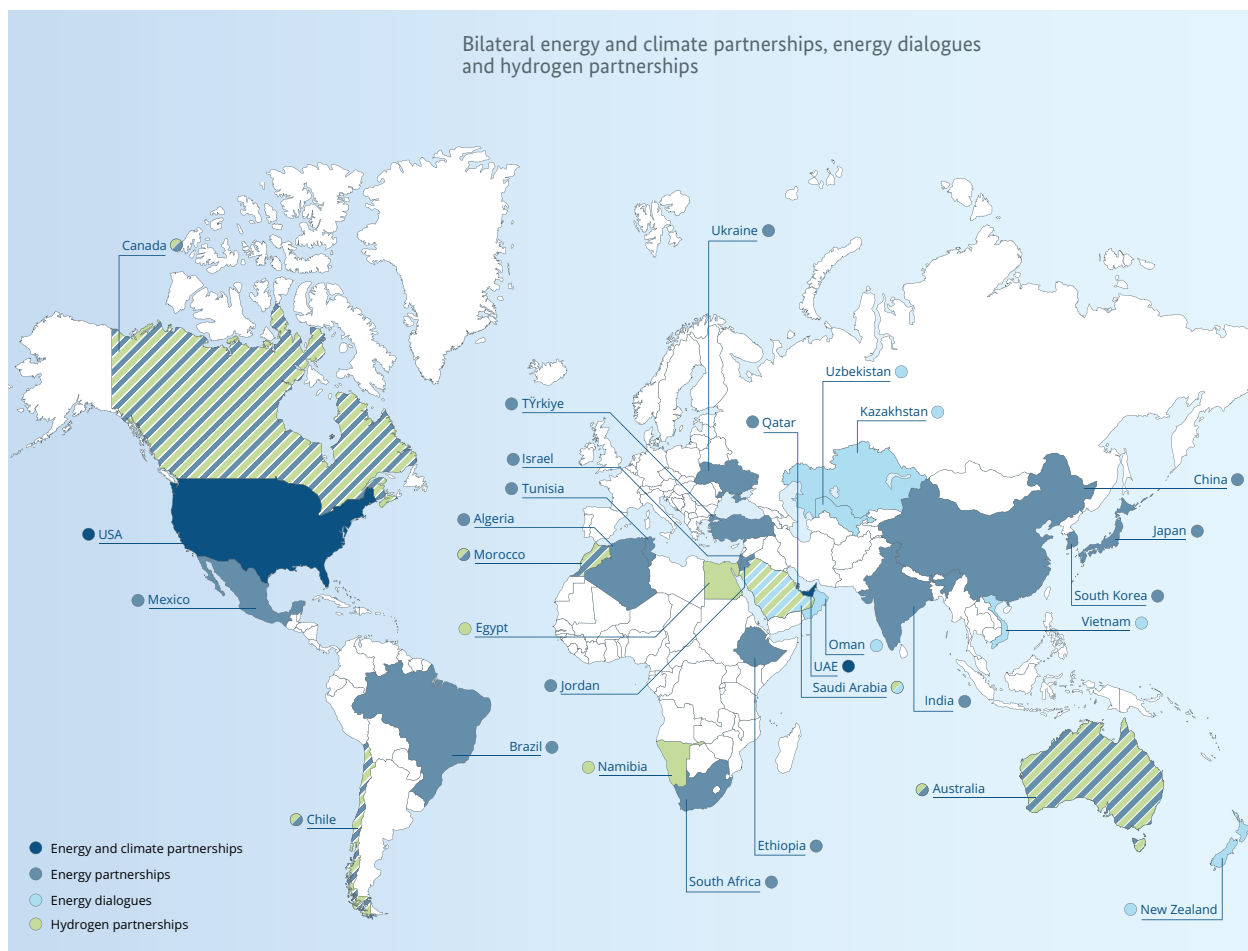 Bilateral energy and climate partnerships, energy dialogues
and hydrogen partnerships
Canada
Ukraine
Uzbekistan
TŸrkiye
Kazakhstan
Qatar
Israel
Tunisia
China
Algeria
USA
Japan
Morocco
Mexico
South Korea
Egypt
Vietnam
Oman
UAE
Jordan
Saudi Arabia
India
Brazil
Namibia
Australia
Chile
Ethiopia
Energy and climate partnerships
Energy partnerships
South Africa
Energy dialogues
New Zealand
Hydrogen partnerships